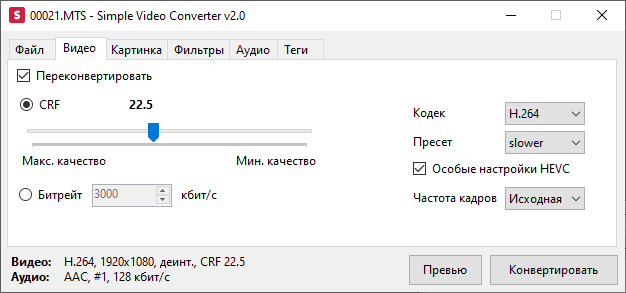 S 00021.MTS - Simple Video Converter v2.0
Файл Видео Картинка Фильтры Аудио Теги
Переконвертировать
CRF 22.5
Макс. качество Мин. качество
Битрейт 3000 кбит/с
Кодек H.264
Пресет slower
Особые настройки HEVC
Частота кадров Исходная
Видео: H.264, 1920x1080, деинт., CRF 22.5
Аудио: AAC, #1, 128 кбит/с
Превью Конвертировать